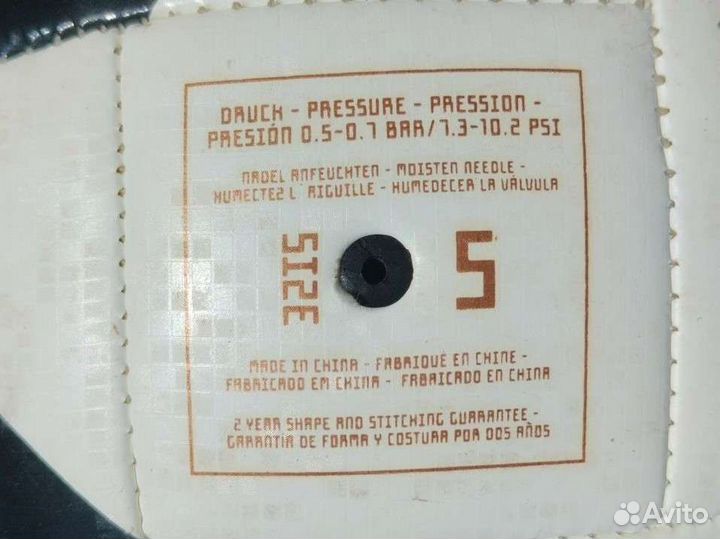 DRUCK - PRESSURE - PRESSION -
PRESIÓN 0.5-0.7 BAR/7.3-10.2 PSI
NADEL ANFEUCHTEN - MOISTEN NEEDLE -
HUMECTEZ L´ AIGUILLE - HUMEDECER LA VÁLVULA
SIZE 5
MADE IN CHINA - FABRIQUÉ EN CHINE -
FABRICADO EM CHINA - FABRICADO EN CHINA
2 YEAR SHAPE AND STITCHING GUARANTEE -
GARANTÍA DE FORMA Y COSTURA POR DOS AÑOS
Avito